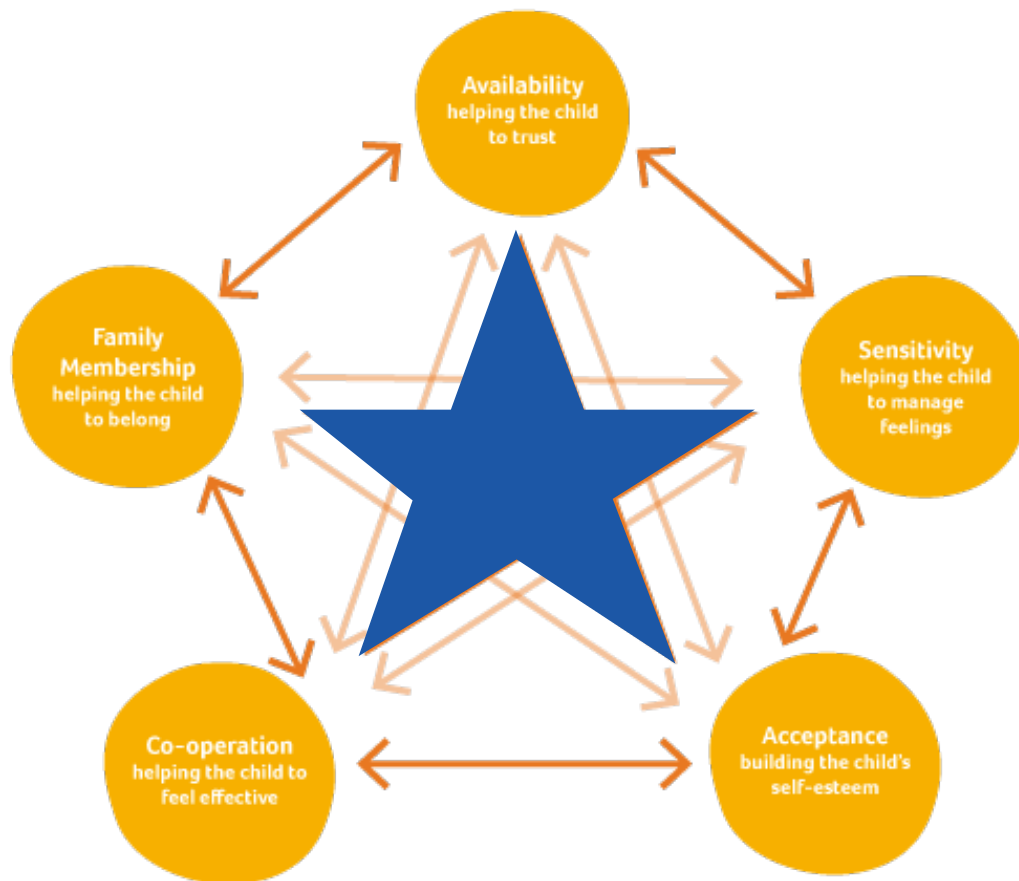 Availability
helping the child
to trust
Family
Membership
helping the child
to belong
Sensitivity
helping the child
to manage
feelings
Co-operation
helping the child to
feel effective
Acceptance
building the child's
self-esteem